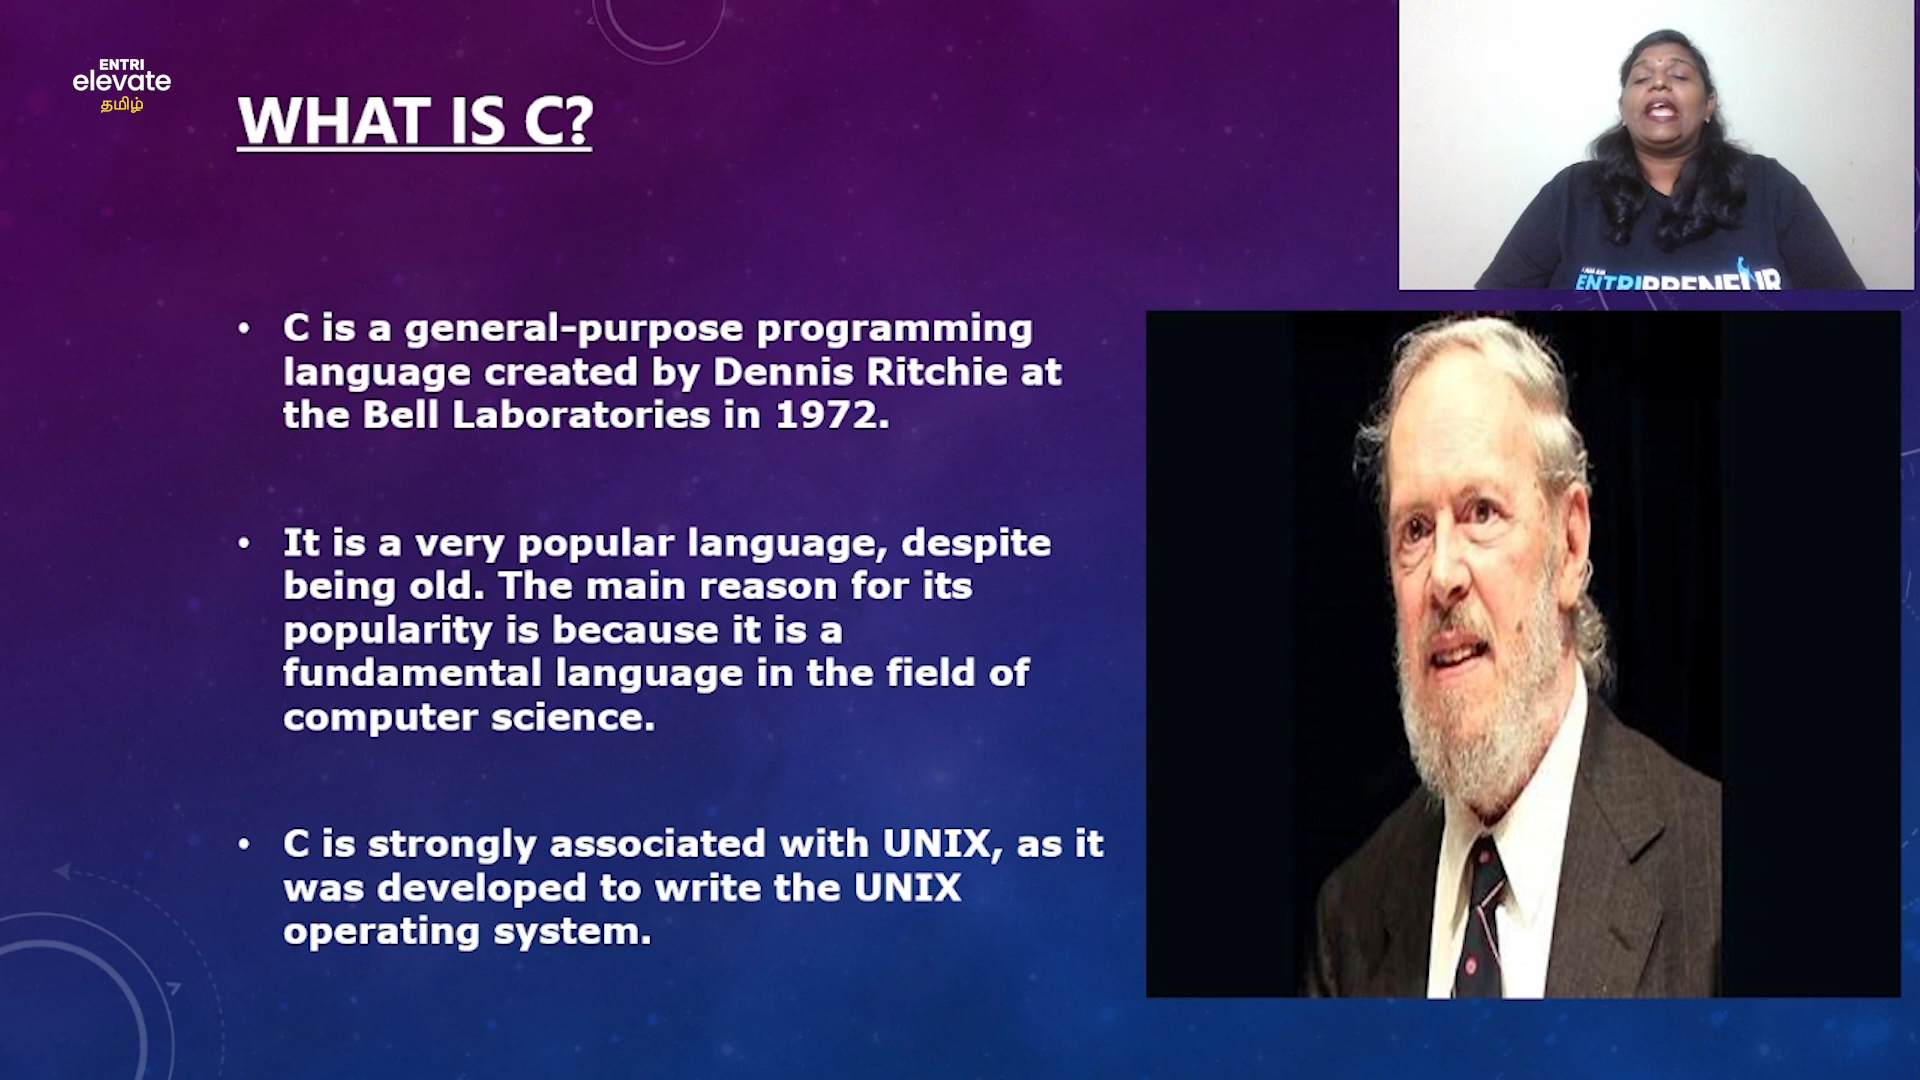 ENTRI
elevate
தமிழ்
WHAT IS C?
• C is a general-purpose programming
language created by Dennis Ritchie at
the Bell Laboratories in 1972.
• It is a very popular language, despite
being old. The main reason for its
popularity is because it is a
fundamental language in the field of
computer science.
• C is strongly associated with UNIX, as it
was developed to write the UNIX
operating system.
I AM AN
ENTRIPRENEUR